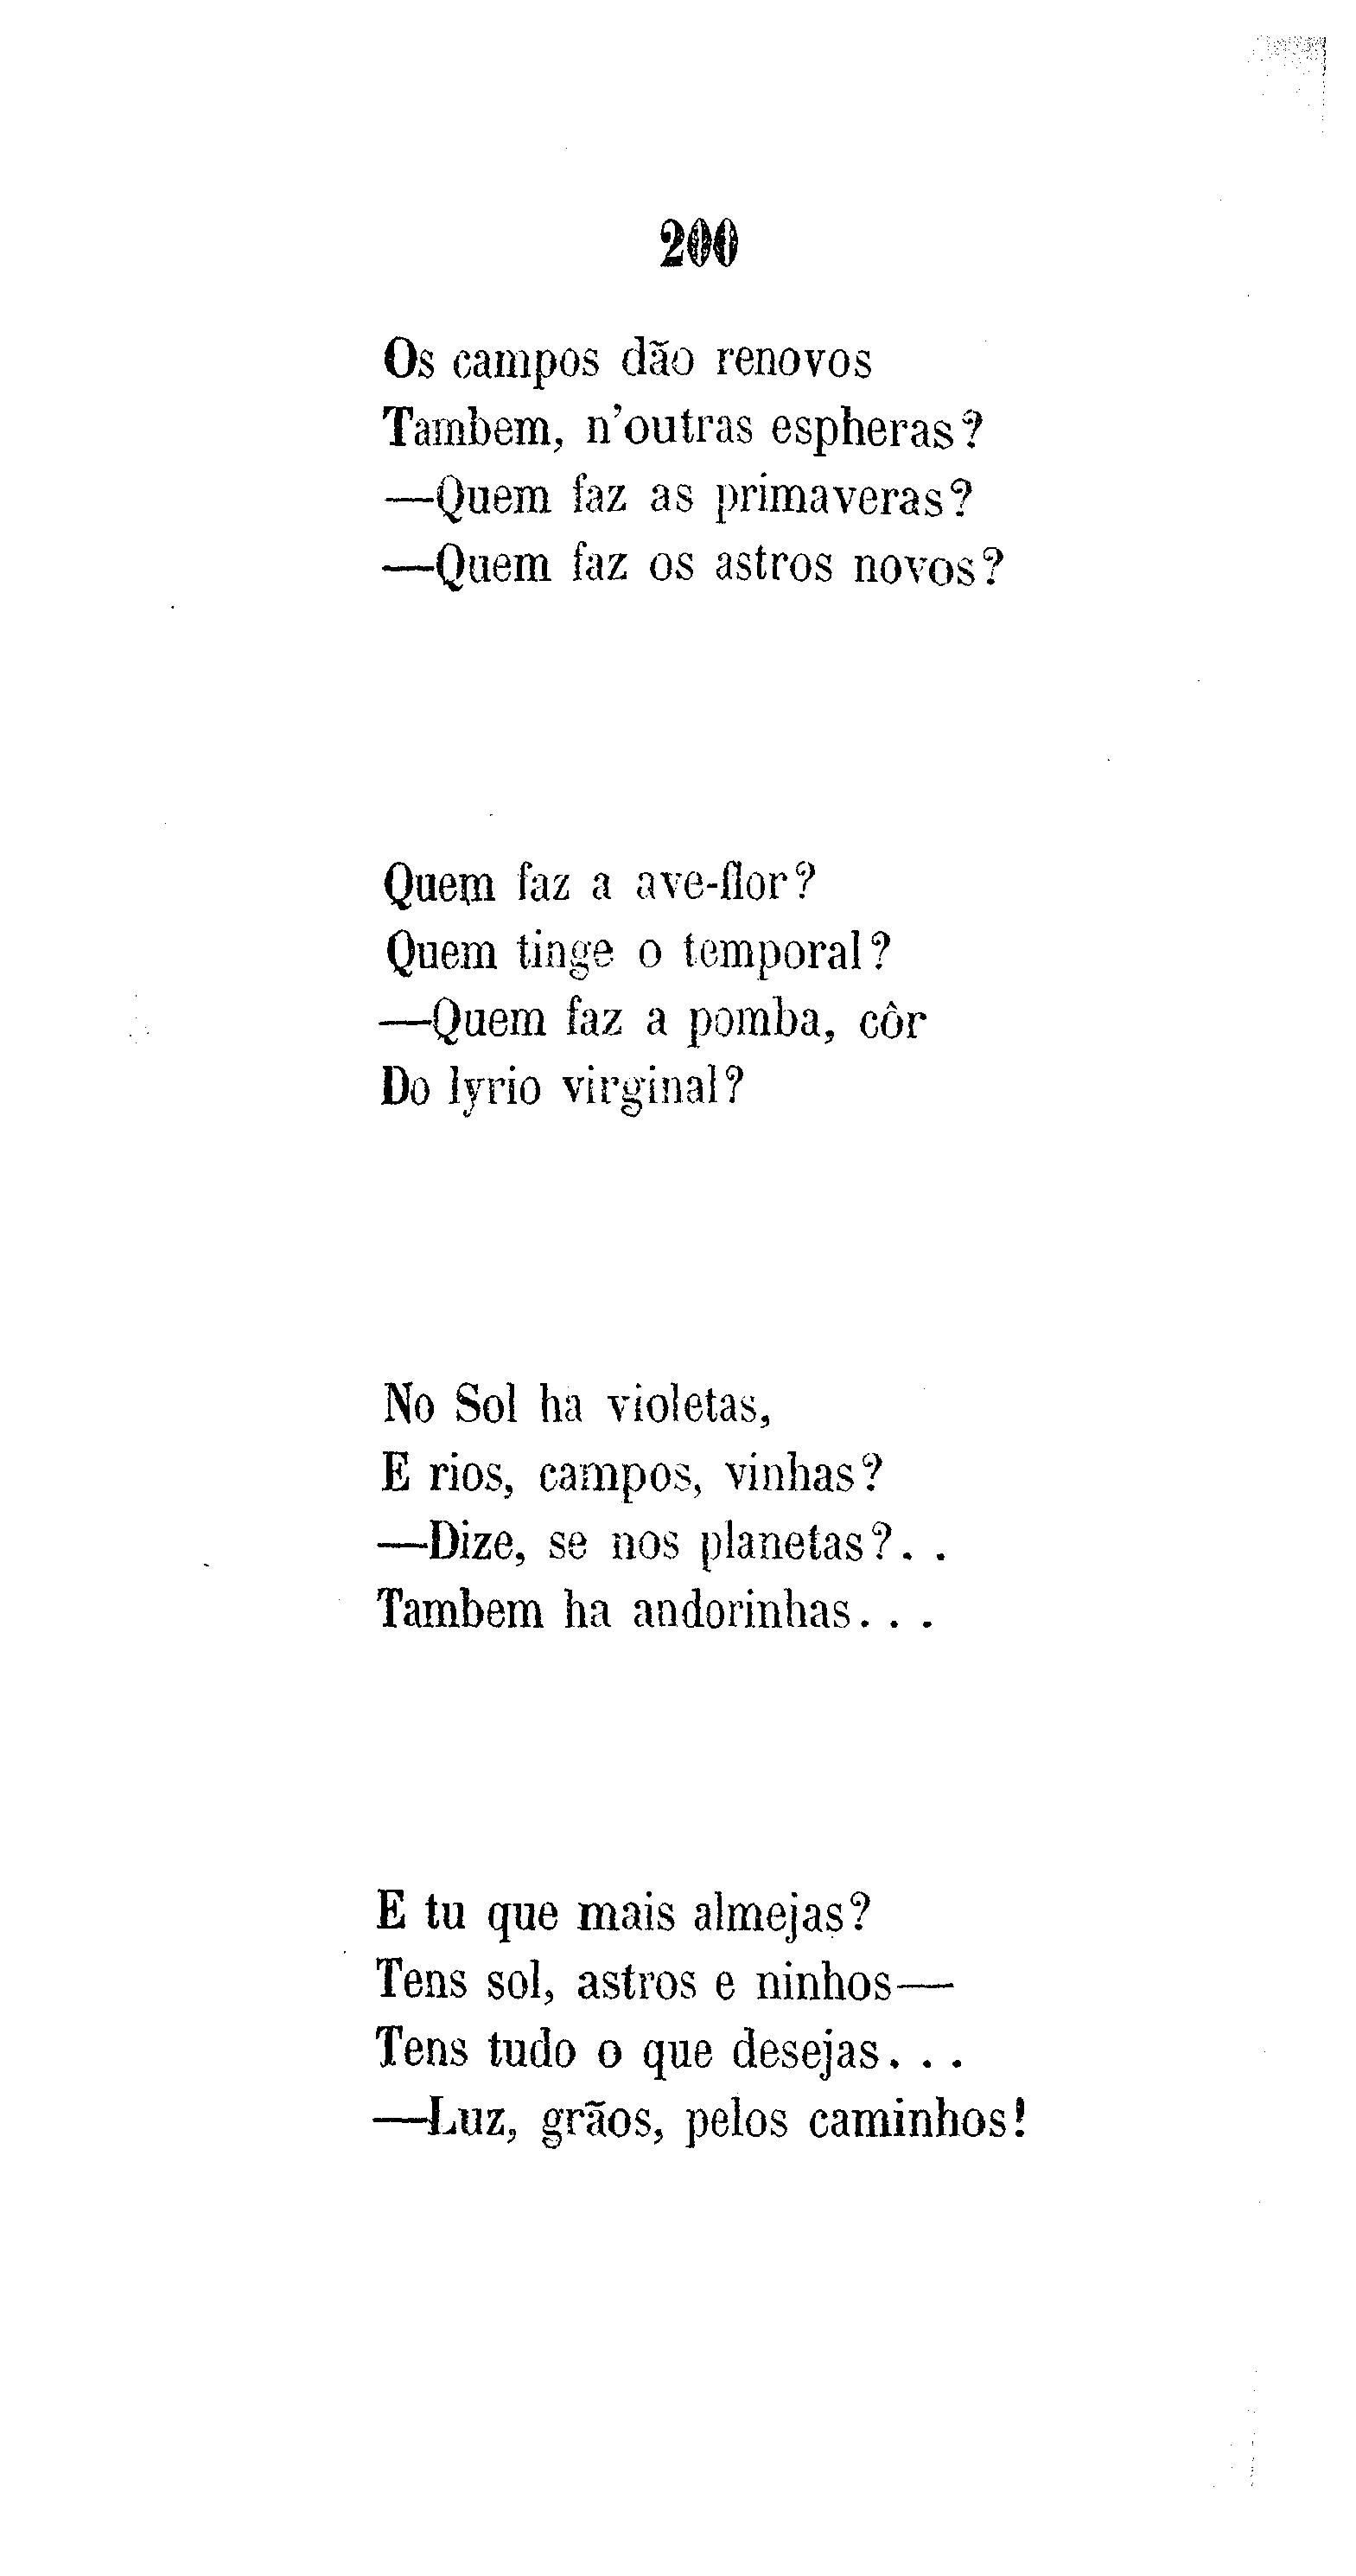 200
Os campos dão renovos
Tambem, n'outras espheras?
—Quem faz as primaveras?
—Quem faz os astros novos?
Quem faz a ave-flor?
Quem tinge o temporal?
—Quem faz a pomba, côr
Do lyrio virginal?
No Sol ha violetas,
E rios, campos, vinhas?
—Dize, se nos planetas?. .
Tambem ha andorinhas. . .
E tu que mais almejas?
Tens sol, astros e ninhos—
Tens tudo o que desejas. . .
—Luz, grãos, pelos caminhos!